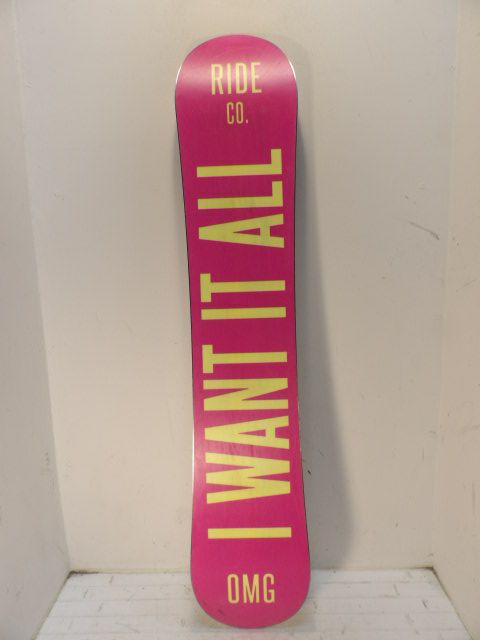 RIDE
CO.
I WANT IT ALL
OMG